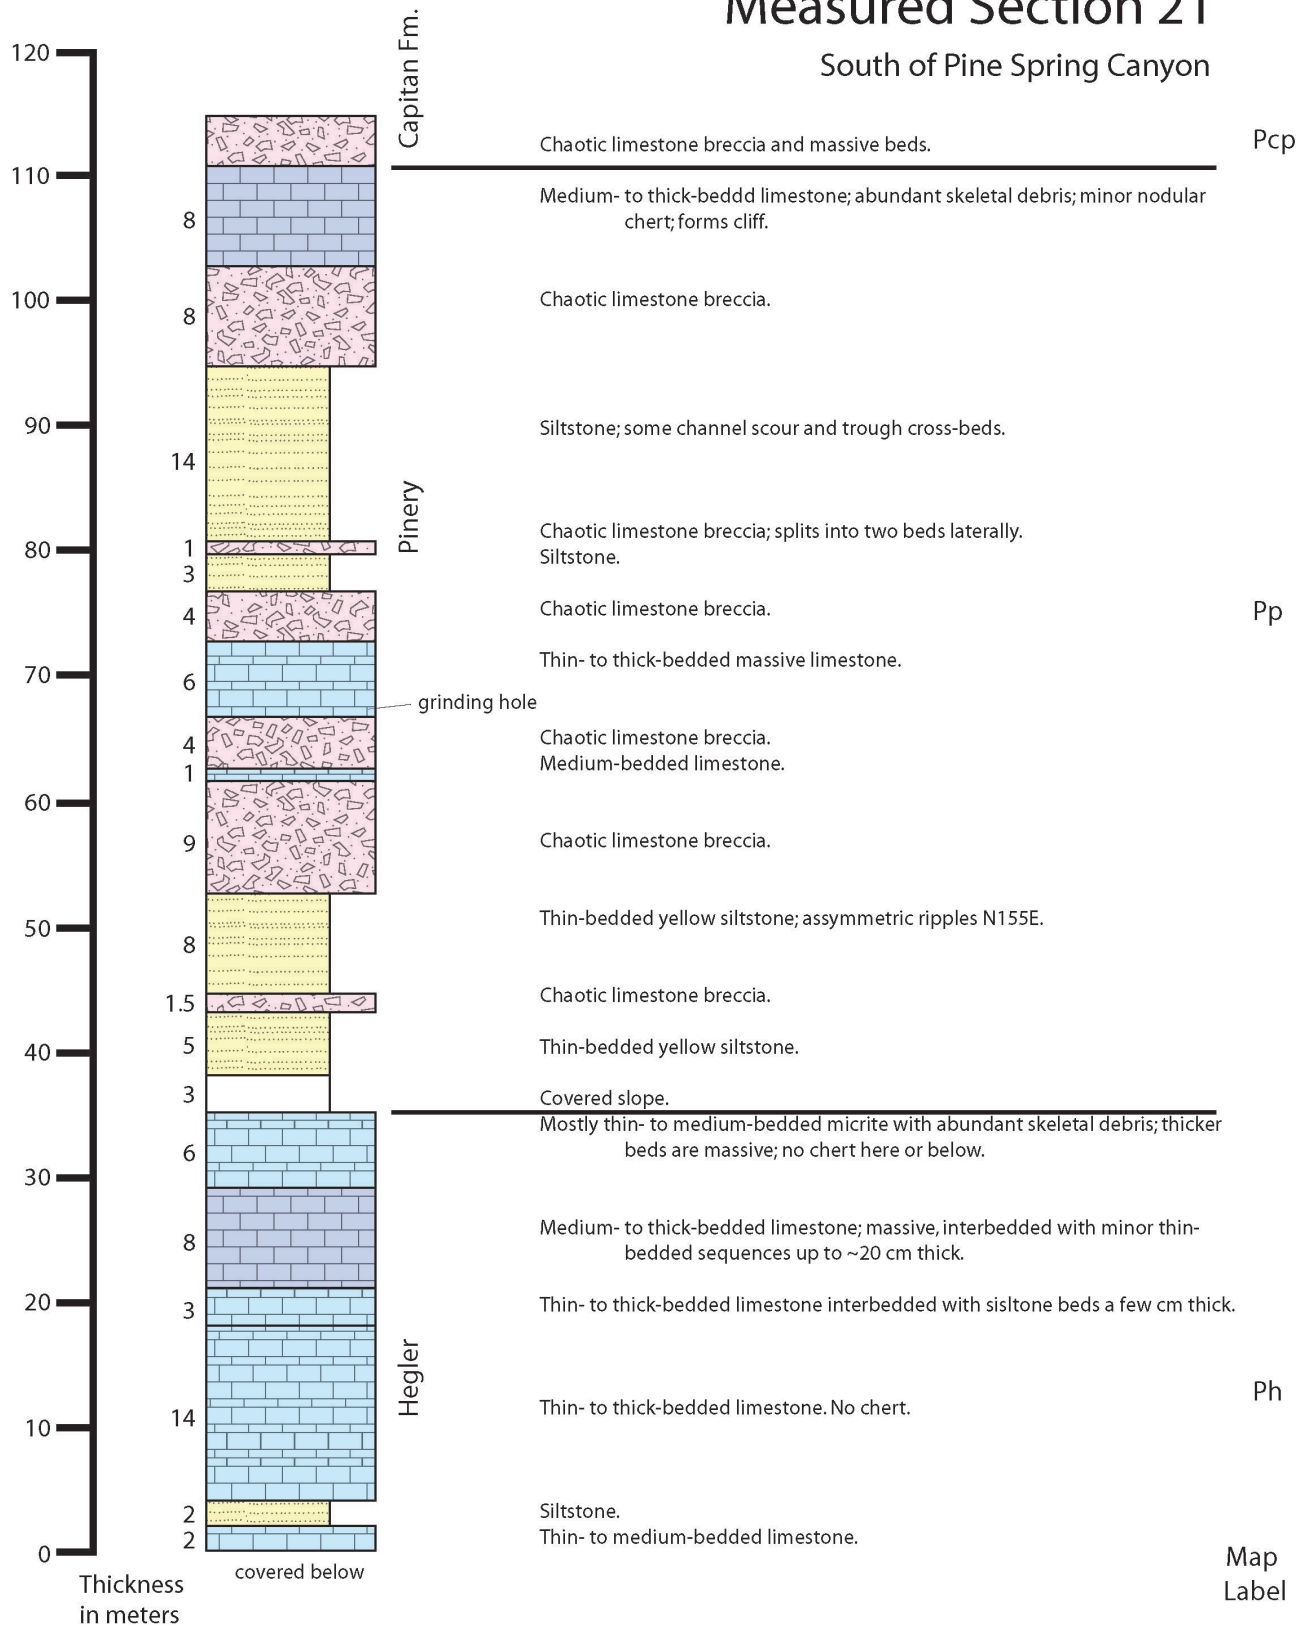 Measured Section 21
South of Pine Spring Canyon
120
Capitan Fm.
Chaotic limestone breccia and massive beds.
Pcp
110
8
Medium- to thick-beddd limestone; abundant skeletal debris; minor nodular
chert; forms cliff.
100
8
Chaotic limestone breccia.
90
14
Siltstone; some channel scour and trough cross-beds.
Pinery
80
1
Chaotic limestone breccia; splits into two beds laterally.
3
Siltstone.
4
Chaotic limestone breccia.
Pp
70
6
Thin- to thick-bedded massive limestone.
grinding hole
4
Chaotic limestone breccia.
1
Medium-bedded limestone.
60
9
Chaotic limestone breccia.
50
8
Thin-bedded yellow siltstone; assymmetric ripples N155E.
1.5
Chaotic limestone breccia.
40
5
Thin-bedded yellow siltstone.
3
Covered slope.
6
Mostly thin- to medium-bedded micrite with abundant skeletal debris; thicker
beds are massive; no chert here or below.
30
8
Medium- to thick-bedded limestone; massive, interbedded with minor thin-
bedded sequences up to ~20 cm thick.
20
3
Thin- to thick-bedded limestone interbedded with sisltone beds a few cm thick.
Hegler
Ph
10
14
Thin- to thick-bedded limestone. No chert.
2
Siltstone.
2
Thin- to medium-bedded limestone.
0
covered below
Thickness
in meters
Map
Label